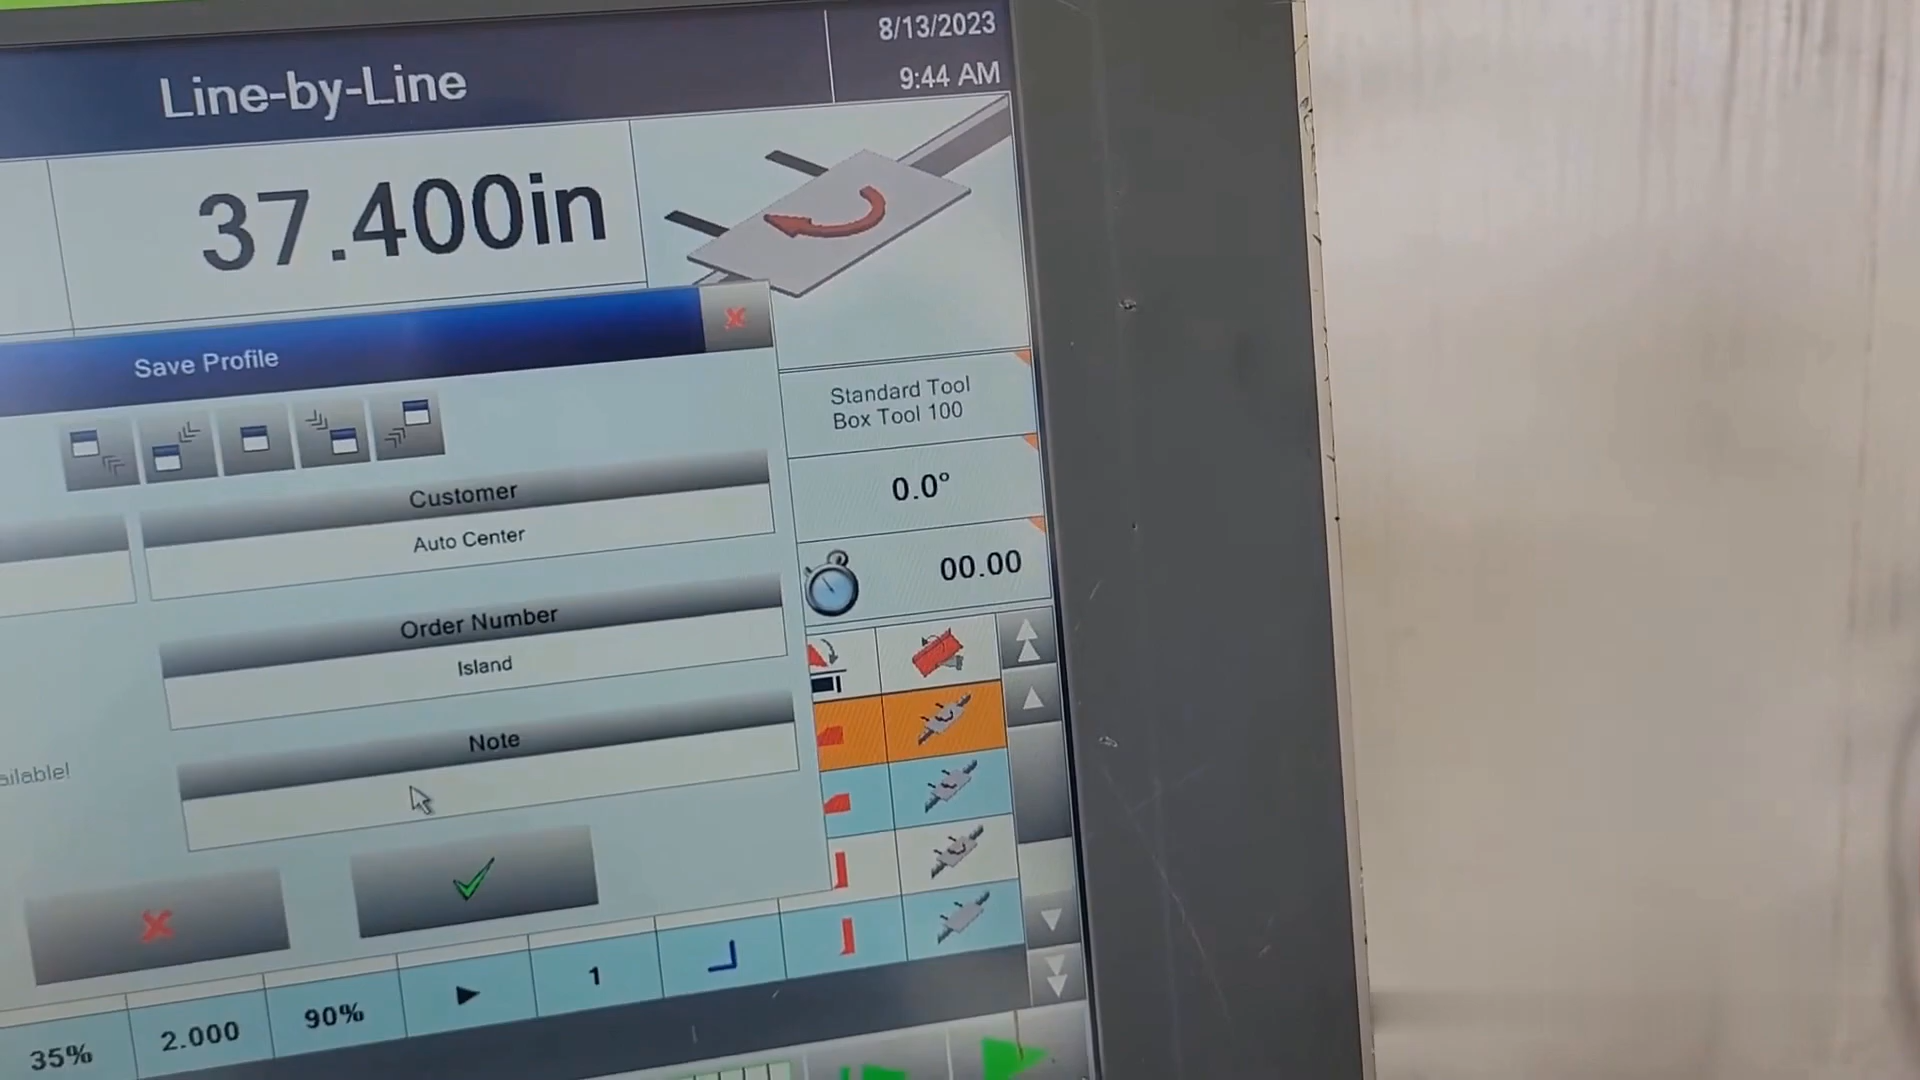 Line-by-Line
8/13/2023
9:44 AM
37.400in
Save Profile
Standard Tool
Box Tool 100
0.0°
00.00
Customer
Auto Center
Order Number
Island
Note
35%
2.000
90%
1